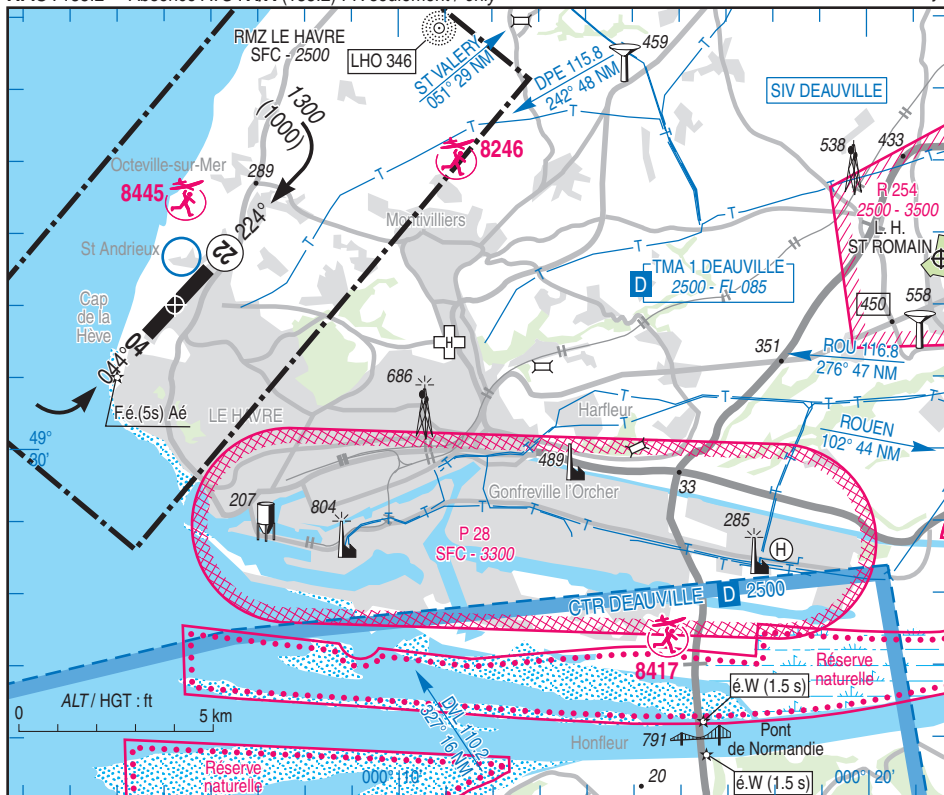 RMZ LE HAVRE
SFC - 2500
LHO 346
ST VALERY
051° 29 NM
DPE 115.8
242° 48 NM
459
SIV DEAUVILLE
1300
(1000)
8246
538
433
Octeville-sur-Mer
289
8445
R 254
2500 - 3500
L. H.
ST ROMAIN
Montivilliers
224°
22
St Andrieux
D
TMA 1 DEAUVILLE
2500 - FL 085
Cap
de la
Hève
450
558
H
04
044°
351
ROU 116.8
276° 47 NM
686
F.é.(5s) Aé
LE HAVRE
Harfleur
ROUEN
102° 44 NM
49°
30'
489
Gonfreville l'Orcher
33
207
804
P 28
SFC - 3300
285
H
CTR DEAUVILLE D 2500
8417
Réserve
naturelle
é.W (1.5 s)
ALT / HGT : ft
0
5 km
DVL 110.2
327° 16 NM
Honfleur
791
Pont
de Normandie
Réserve
naturelle
000° 10'
20
é.W (1.5 s)
000° 20'